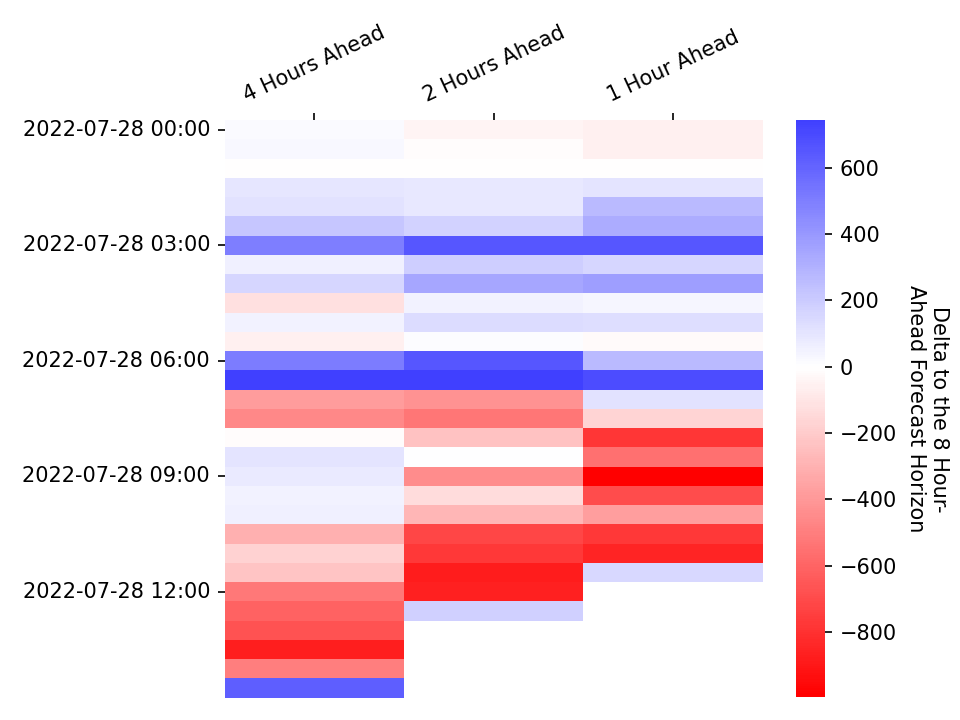 4 Hours Ahead
2 Hours Ahead
1 Hour Ahead
2022-07-28 00:00
2022-07-28 03:00
2022-07-28 06:00
2022-07-28 09:00
2022-07-28 12:00
600
400
200
0
−200
−400
−600
−800
Delta to the 8 Hour-
Ahead Forecast Horizon